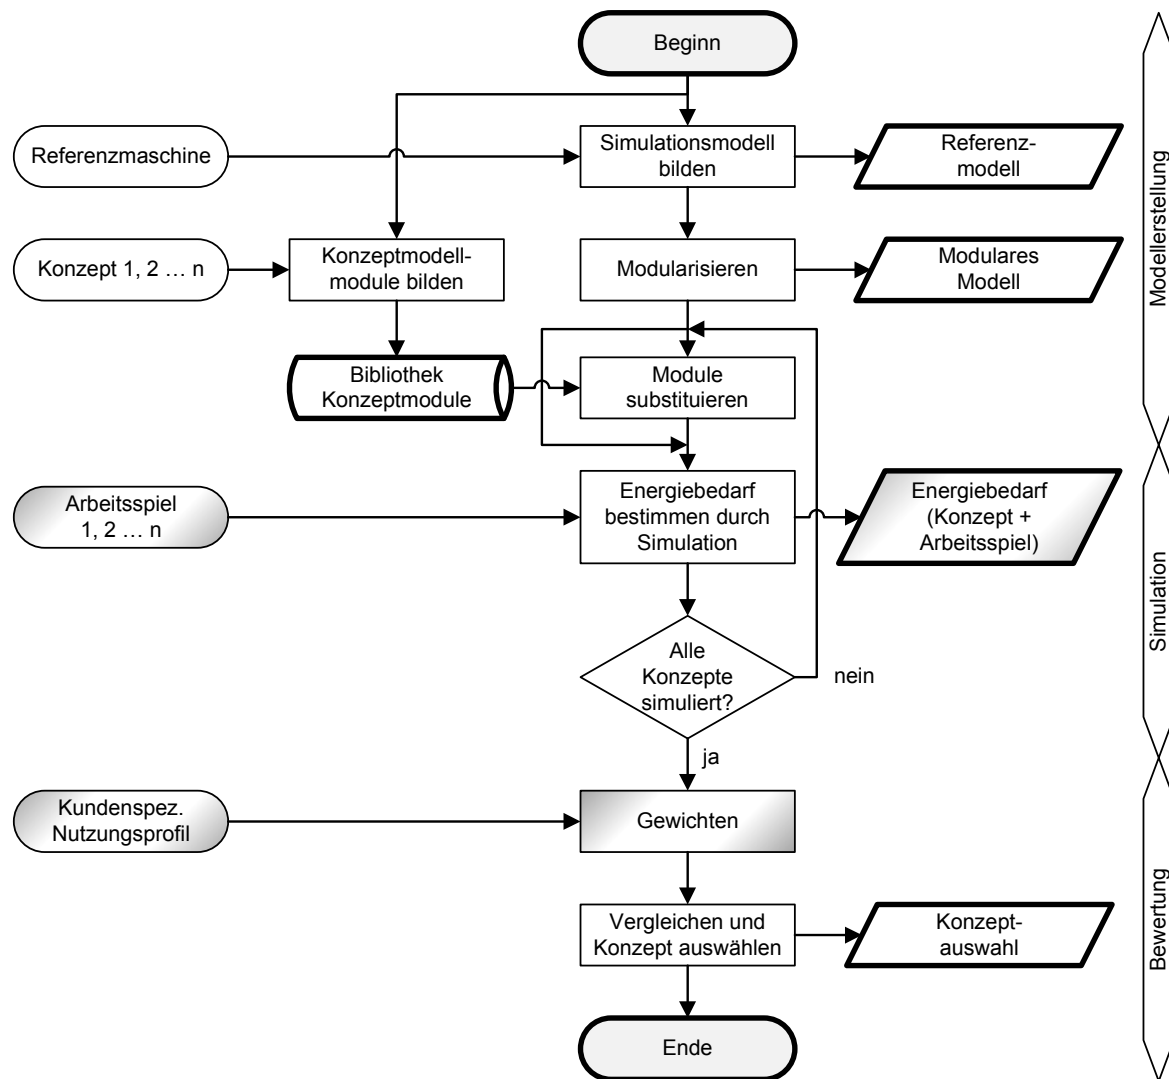 Beginn
Referenzmaschine
Simulationsmodell
bilden
Referenz-
modell
Konzept 1, 2 … n
Konzeptmodell-
module bilden
Modularisieren
Modulares
Modell
Bibliothek
Konzeptmodule
Module
substituieren
Modellerstellung
Arbeitsspiel
1, 2 … n
Energiebedarf
bestimmen durch
Simulation
Energiebedarf
(Konzept +
Arbeitsspiel)
Alle
Konzepte
simuliert?
nein
ja
Simulation
Kundenspez.
Nutzungsprofil
Gewichten
Vergleichen und
Konzept auswählen
Konzept-
auswahl
Bewertung
Ende